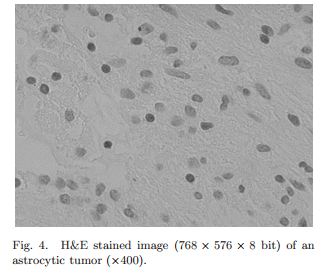 Fig. 4. H&E stained image (768 × 576 × 8 bit) of an
astrocytic tumor (×400).